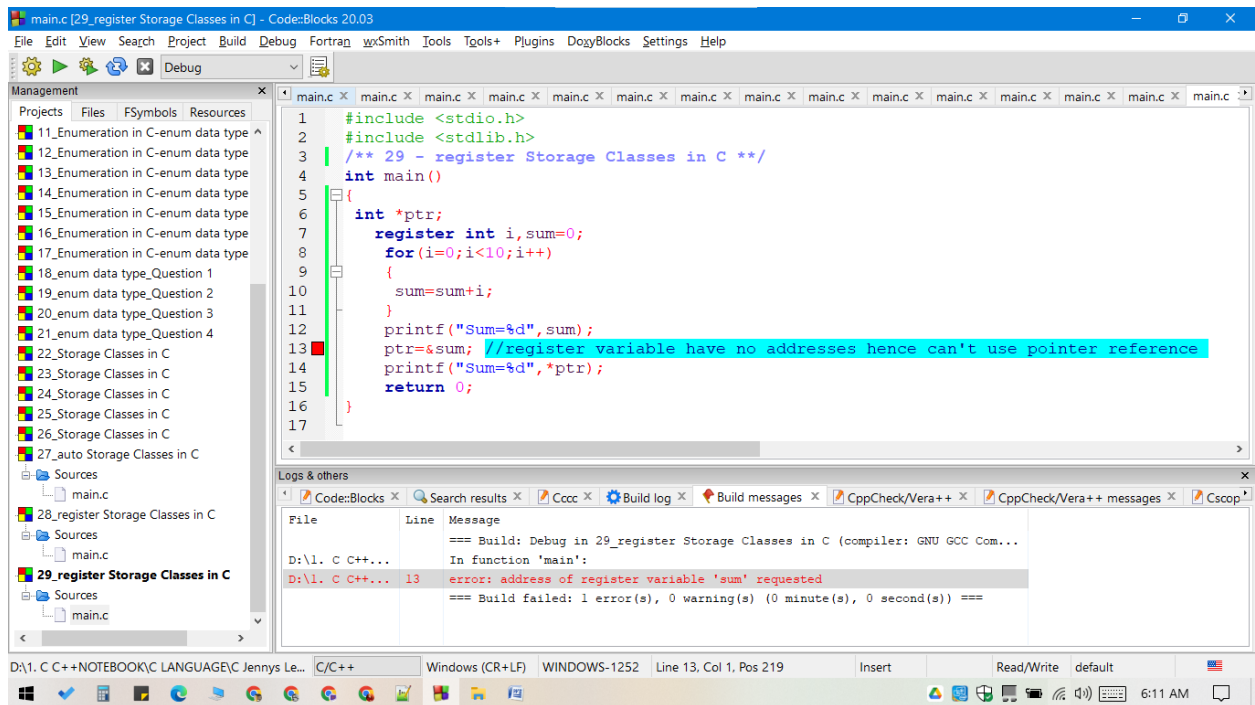 main.c [29_register Storage Classes in C] - Code::Blocks 20.03
File Edit View Search Project Build Debug Fortran wxSmith Tools Tools+ Plugins DoxyBlocks Settings Help
Debug
Management
Projects Files FSymbols Resources
11_Enumeration in C-enum data type
12_Enumeration in C-enum data type
13_Enumeration in C-enum data type
14_Enumeration in C-enum data type
15_Enumeration in C-enum data type
16_Enumeration in C-enum data type
17_Enumeration in C-enum data type
18_enum data type_Question 1
19_enum data type_Question 2
20_enum data type_Question 3
21_enum data type_Question 4
22_Storage Classes in C
23_Storage Classes in C
24_Storage Classes in C
25_Storage Classes in C
26_Storage Classes in C
27_auto Storage Classes in C
Sources
main.c
28_register Storage Classes in C
Sources
main.c
29_register Storage Classes in C
Sources
main.c
main.c main.c main.c main.c main.c main.c main.c main.c main.c main.c main.c main.c main.c main.c main.c
1 #include <stdio.h>
2 #include <stdlib.h>
3 /** 29 - register Storage Classes in C **/
4 int main()
5 {
6 int *ptr;
7 register int i,sum=0;
8 for(i=0;i<10;i++)
9 {
10 sum=sum+i;
11 }
12 printf("Sum=%d",sum);
13 ptr=&sum; //register variable have no addresses hence can't use pointer reference
14 printf("Sum=%d",*ptr);
15 return 0;
16 }
17
Logs & others
Code::Blocks Search results Cccc Build log Build messages CppCheck/Vera++ CppCheck/Vera++ messages Cscop
File Line Message
=== Build: Debug in 29_register Storage Classes in C (compiler: GNU GCC Com...
D:\1. C C++... In function 'main':
D:\1. C C++... 13 error: address of register variable 'sum' requested
=== Build failed: 1 error(s), 0 warning(s) (0 minute(s), 0 second(s)) ===
D:\1. C C++NOTEBOOK\C LANGUAGE\C Jennys Le... C/C++ Windows (CR+LF) WINDOWS-1252 Line 13, Col 1, Pos 219 Insert Read/Write default
6:11 AM